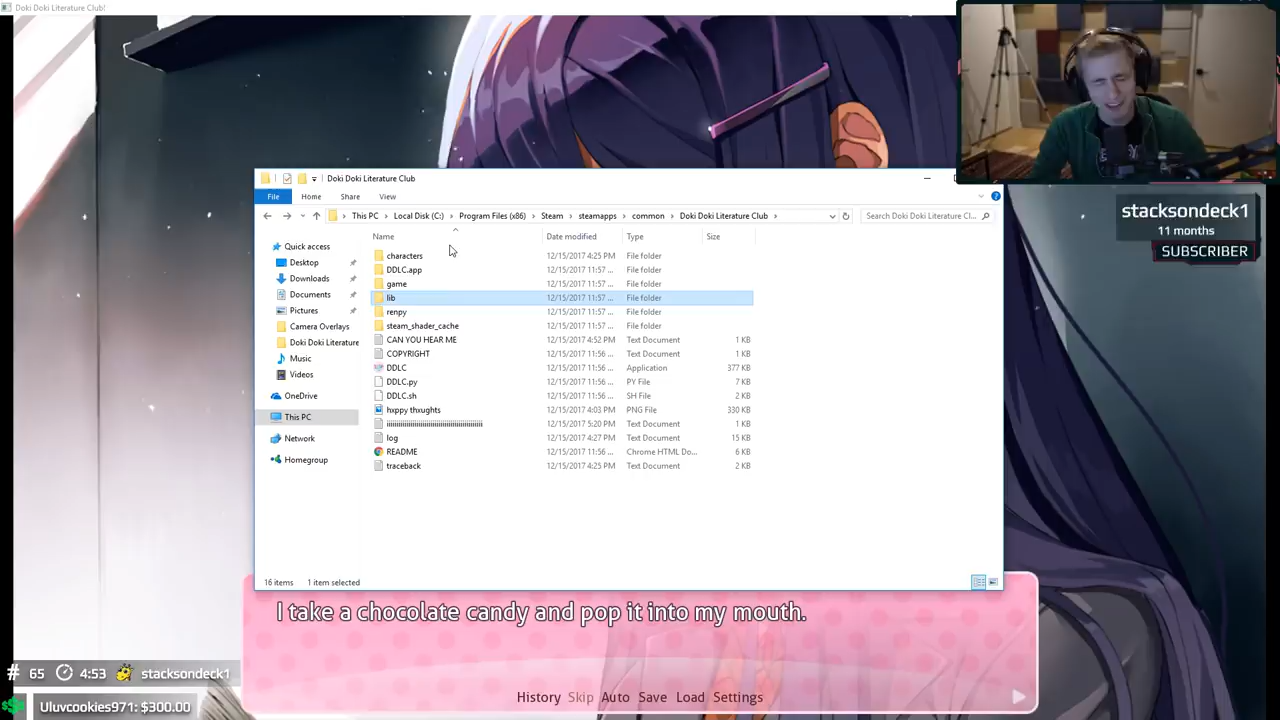 Doki Doki Literature Club!
Doki Doki Literature Club
File Home Share View
This PC Local Disk (C:) Program Files (x86) Steam steamapps common Doki Doki Literature Club
Search Doki Doki Literature Cl...
Name Date modified Type Size
Quick access
Desktop
Downloads
Documents
Pictures
Camera Overlays
Doki Doki Literature
Music
Videos
OneDrive
This PC
Network
Homegroup
characters 12/15/2017 4:25 PM File folder
DDLC.app 12/15/2017 11:57 ... File folder
game 12/15/2017 11:57 ... File folder
lib 12/15/2017 11:57 ... File folder
renpy 12/15/2017 11:57 ... File folder
steam_shader_cache 12/15/2017 11:57 ... File folder
CAN YOU HEAR ME 12/15/2017 4:52 PM Text Document 1 KB
COPYRIGHT 12/15/2017 11:56 ... Text Document 1 KB
DDLC 12/15/2017 11:56 ... Application 377 KB
DDLC.py 12/15/2017 11:56 ... PY File 7 KB
DDLC.sh 12/15/2017 11:56 ... SH File 2 KB
hxppy thxughts 12/15/2017 4:03 PM PNG File 330 KB
12/15/2017 5:20 PM Text Document 1 KB
log 12/15/2017 4:27 PM Text Document 15 KB
README 12/15/2017 11:56 ... Chrome HTML Do... 6 KB
traceback 12/15/2017 4:25 PM Text Document 2 KB
16 items 1 item selected
stacksondeck1
11 months
SUBSCRIBER
I take a chocolate candy and pop it into my mouth.
History Skip Auto Save Load Settings
# 65 4:53 stacksondeck1
Uluvcookies971: $300.00